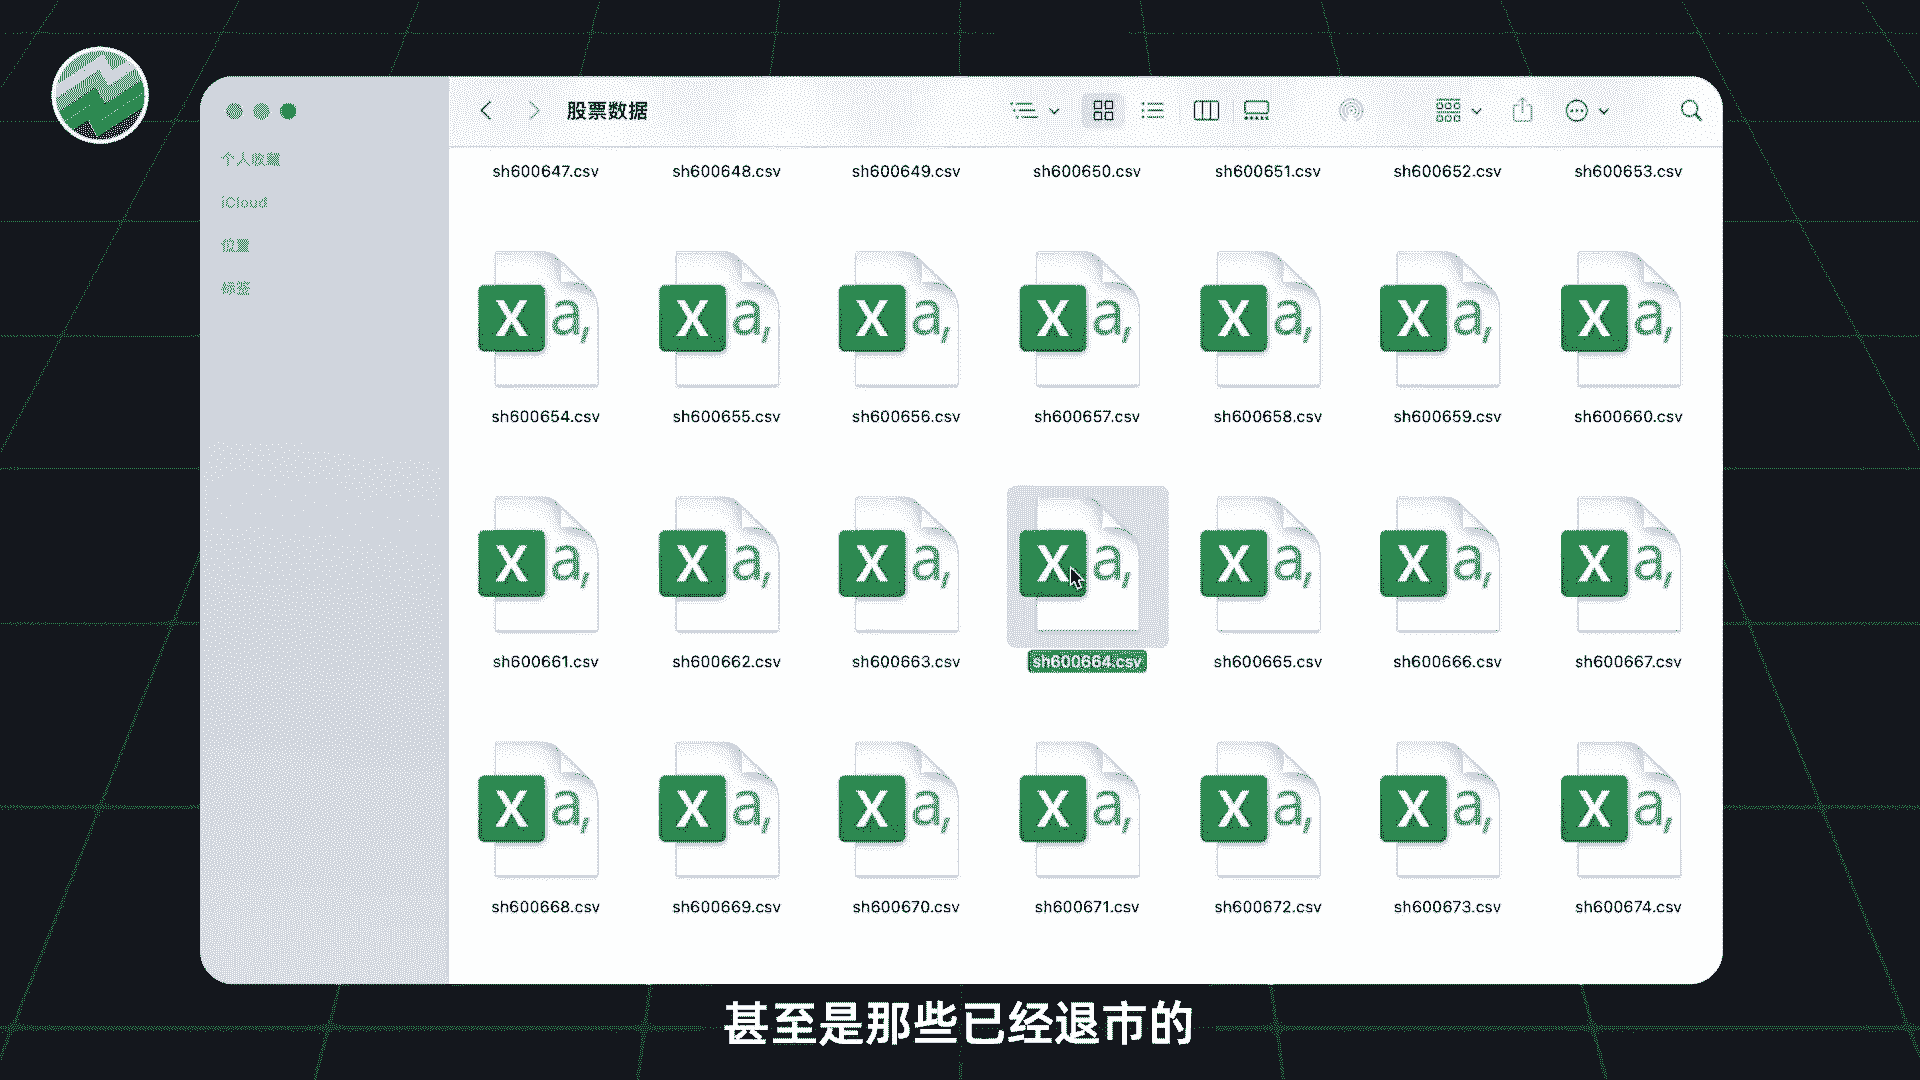 股票数据
个人收藏
iCloud
位置
标签
sh600647.csv sh600648.csv sh600649.csv sh600650.csv sh600651.csv sh600652.csv sh600653.csv
X a, X a, X a, X a, X a, X a, X a,
sh600654.csv sh600655.csv sh600656.csv sh600657.csv sh600658.csv sh600659.csv sh600660.csv
X a, X a, X a, X a, X a, X a, X a,
sh600661.csv sh600662.csv sh600663.csv sh600664.csv sh600665.csv sh600666.csv sh600667.csv
X a, X a, X a, X a, X a, X a, X a,
sh600668.csv sh600669.csv sh600670.csv sh600671.csv sh600672.csv sh600673.csv sh600674.csv
甚至是那些已经退市的